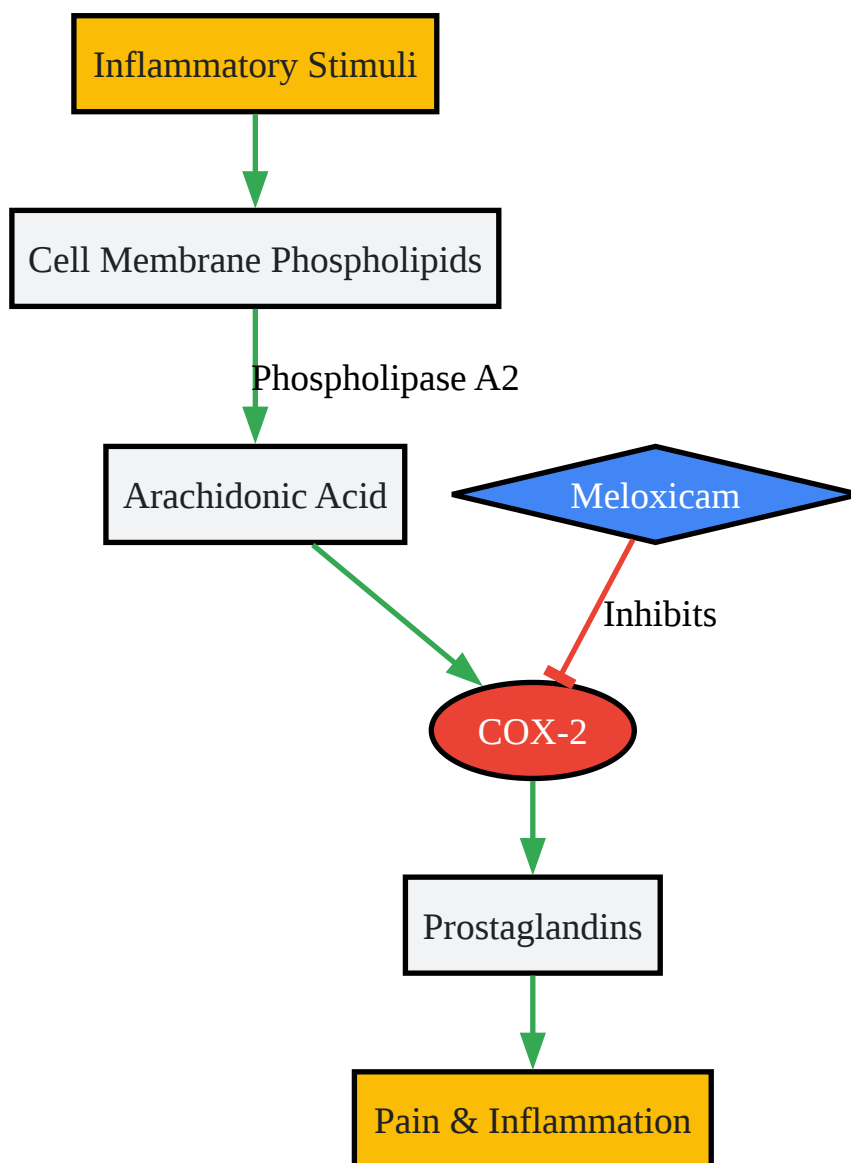 Inflammatory Stimuli
Cell Membrane Phospholipids
Phospholipase A2
Arachidonic Acid
Meloxicam
Inhibits
COX-2
Prostaglandins
Pain & Inflammation